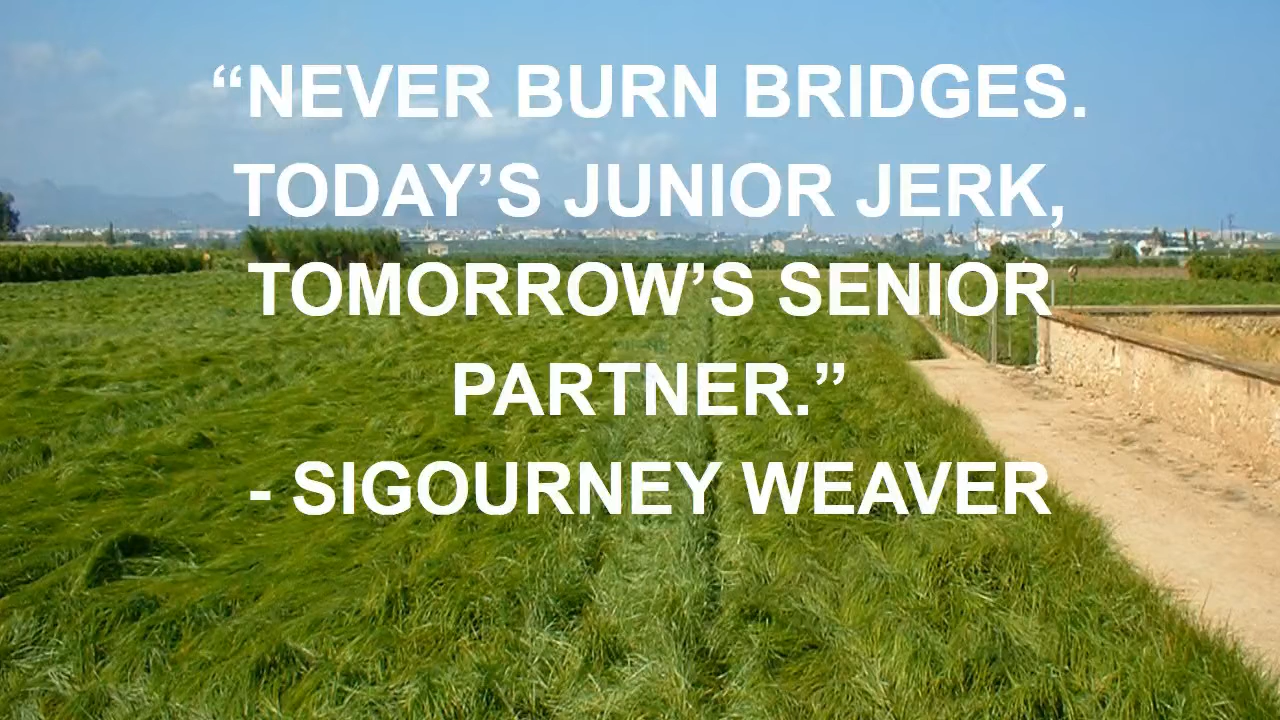 “NEVER BURN BRIDGES.
TODAY’S JUNIOR JERK,
TOMORROW’S SENIOR
PARTNER.”
- SIGOURNEY WEAVER